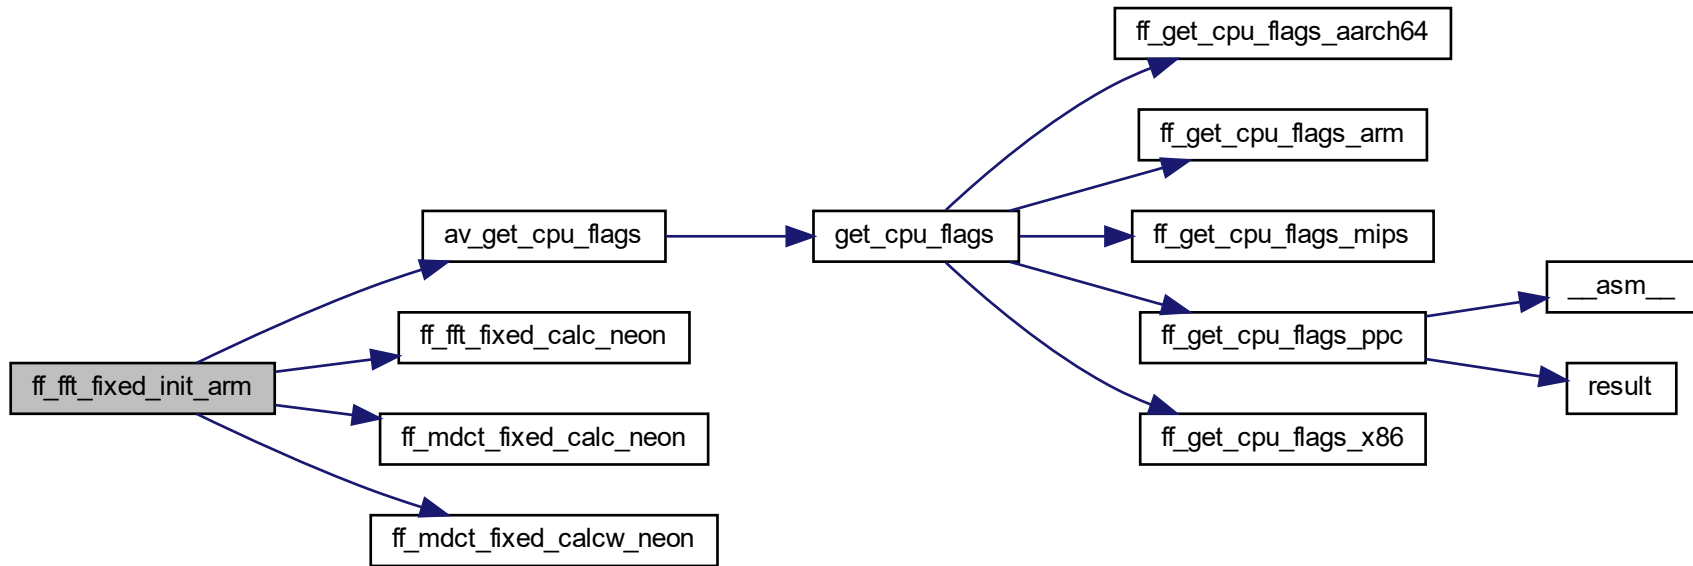 ff_get_cpu_flags_aarch64
ff_get_cpu_flags_arm
av_get_cpu_flags
get_cpu_flags
ff_get_cpu_flags_mips
__asm__
ff_fft_fixed_calc_neon
ff_get_cpu_flags_ppc
ff_fft_fixed_init_arm
result
ff_mdct_fixed_calc_neon
ff_get_cpu_flags_x86
ff_mdct_fixed_calcw_neon